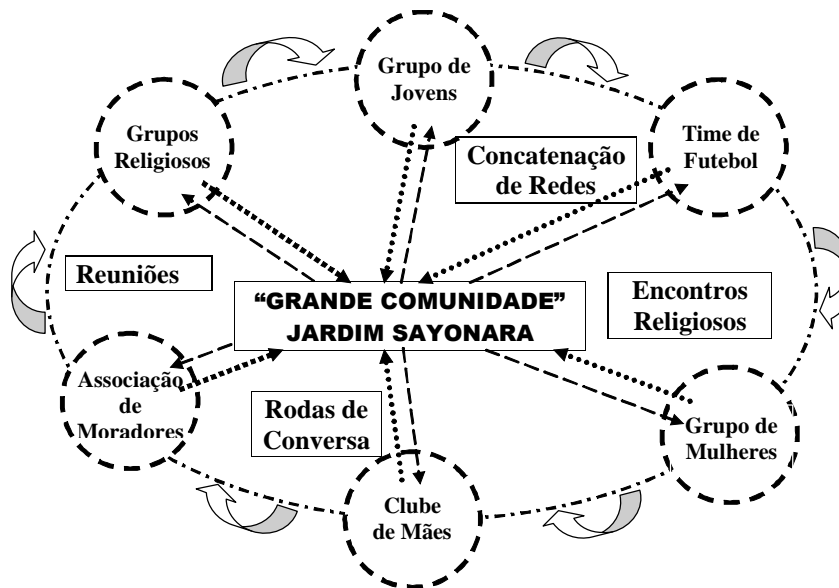 Grupo de
Jovens
Grupos
Religiosos
Time de
Futebol
Concatenação
de Redes
Reuniões
“GRANDE COMUNIDADE”
JARDIM SAYONARA
Encontros
Religiosos
Associação
de
Moradores
Rodas de
Conversa
Grupo de
Mulheres
Clube
de Mães